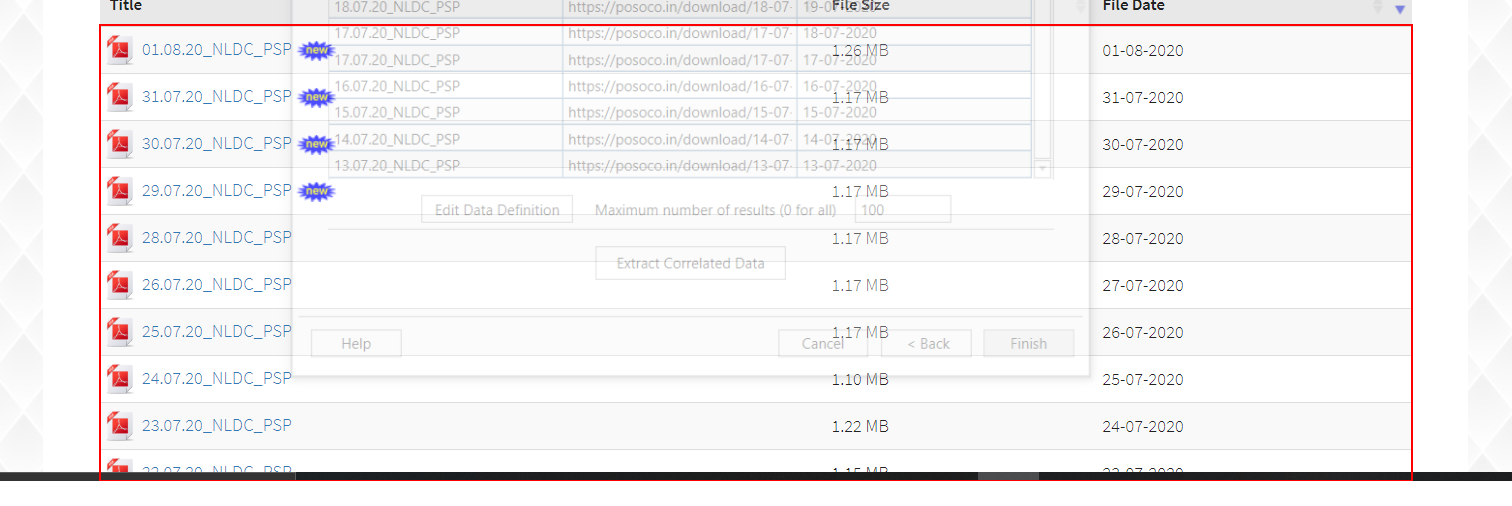 Title File Size File Date
18.07.20_NLDC_PSP https://posoco.in/download/18-07-
01.08.20_NLDC_PSP new 1.26 MB 01-08-2020
17.07.20_NLDC_PSP https://posoco.in/download/17-07- 18-07-2020
17.07.20_NLDC_PSP https://posoco.in/download/17-07- 17-07-2020
16.07.20_NLDC_PSP https://posoco.in/download/16-07- 16-07-2020
31.07.20_NLDC_PSP new 1.17 MB 31-07-2020
15.07.20_NLDC_PSP https://posoco.in/download/15-07- 15-07-2020
14.07.20_NLDC_PSP https://posoco.in/download/14-07- 14-07-2020
30.07.20_NLDC_PSP new 1.17 MB 30-07-2020
13.07.20_NLDC_PSP https://posoco.in/download/13-07- 13-07-2020
29.07.20_NLDC_PSP new 1.17 MB 29-07-2020
Edit Data Definition Maximum number of results (0 for all) 100
28.07.20_NLDC_PSP 1.17 MB 28-07-2020
Extract Correlated Data
26.07.20_NLDC_PSP 1.17 MB 27-07-2020
25.07.20_NLDC_PSP 1.17 MB 26-07-2020
Help Cancel < Back Finish
24.07.20_NLDC_PSP 1.10 MB 25-07-2020
23.07.20_NLDC_PSP 1.22 MB 24-07-2020
22.07.20_NLDC_PSP 1.15 MB 23-07-2020